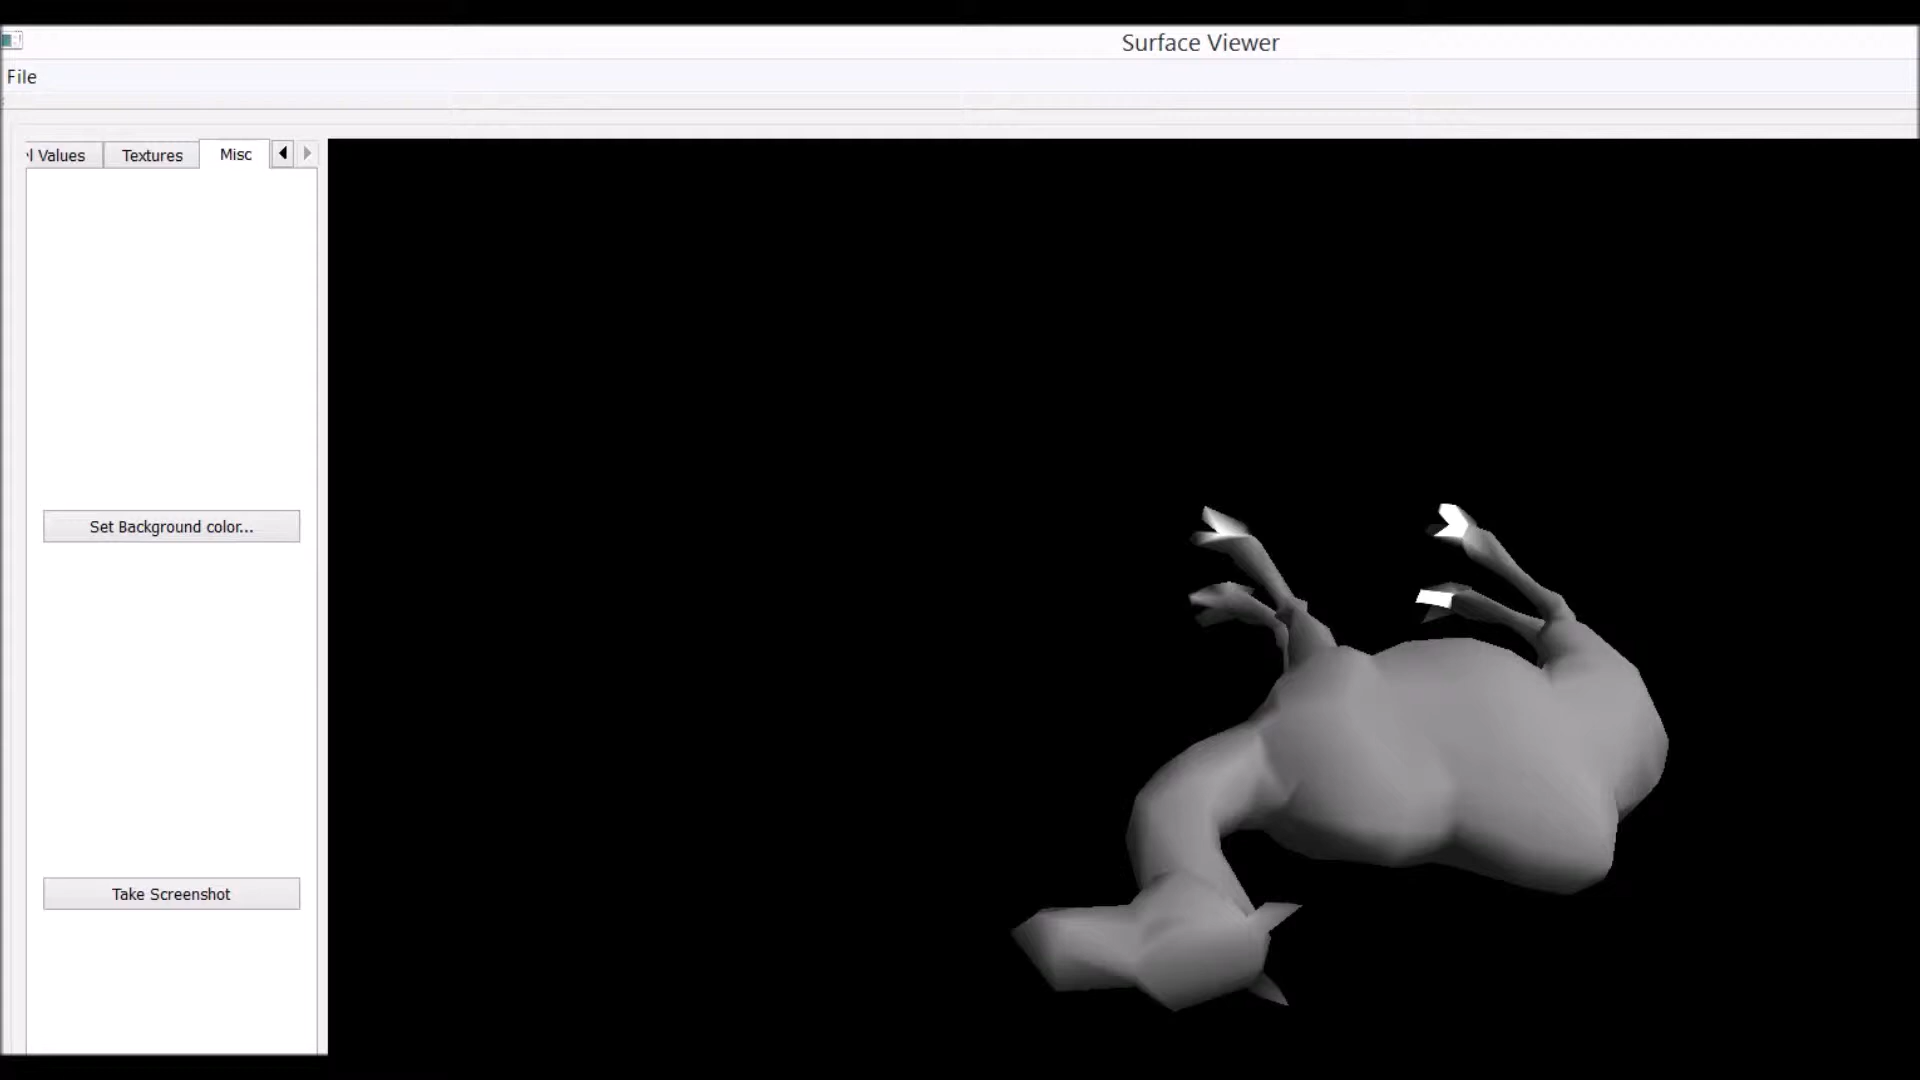 Surface Viewer
File
Values Textures Misc
Set Background color...
Take Screenshot